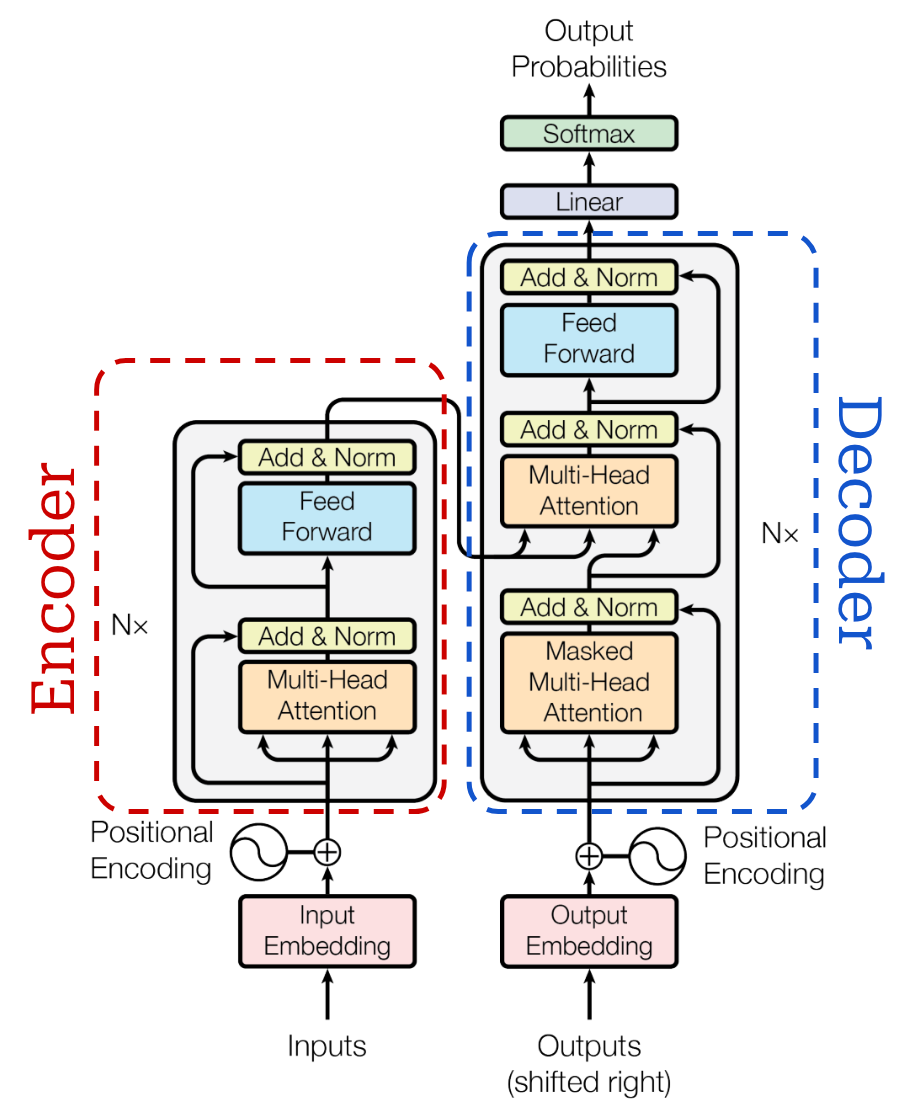 Output
Probabilities
Softmax
Linear
Add & Norm
Feed
Forward
Add & Norm
Multi-Head
Attention
Add & Norm
Masked
Multi-Head
Attention
Nx
Decoder
Encoder
Nx
Add & Norm
Feed
Forward
Add & Norm
Multi-Head
Attention
Positional
Encoding
Positional
Encoding
Input
Embedding
Output
Embedding
Inputs
Outputs
(shifted right)